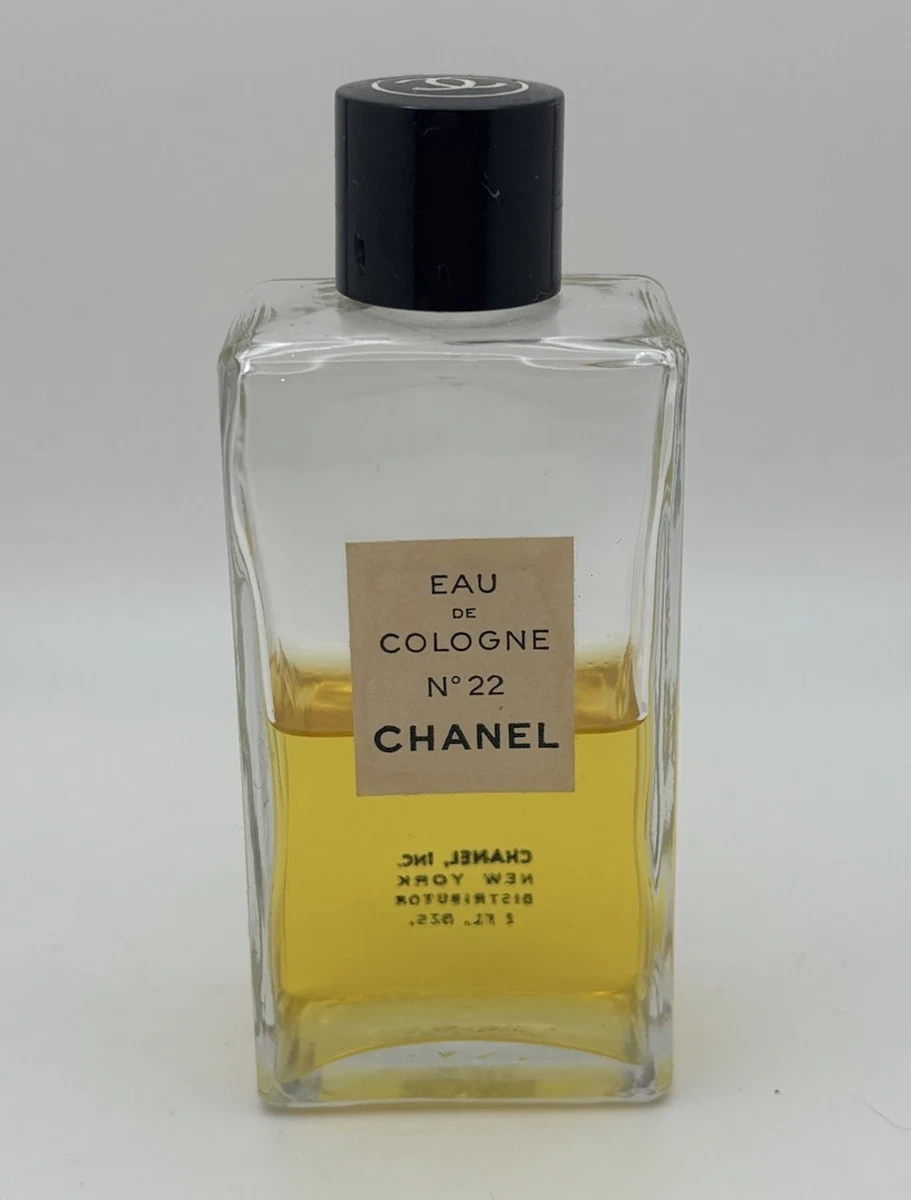 EAU
DE
COLOGNE
N° 22
CHANEL
CHANEL, INC.
NEW YORK
DISTRIBUTOR
2 FL. OZS.